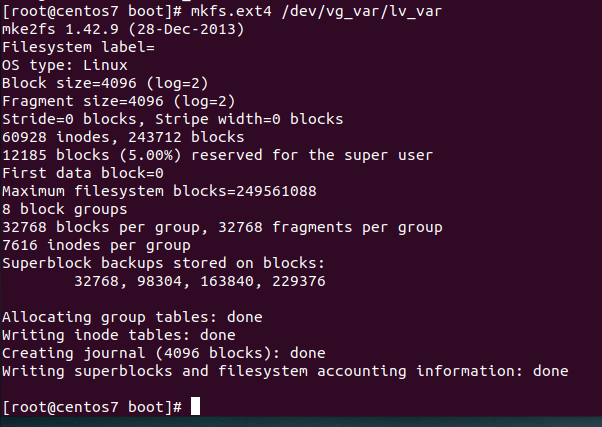 [root@centos7 boot]# mkfs.ext4 /dev/vg_var/lv_var
mke2fs 1.42.9 (28-Dec-2013)
Filesystem label=
OS type: Linux
Block size=4096 (log=2)
Fragment size=4096 (log=2)
Stride=0 blocks, Stripe width=0 blocks
60928 inodes, 243712 blocks
12185 blocks (5.00%) reserved for the super user
First data block=0
Maximum filesystem blocks=249561088
8 block groups
32768 blocks per group, 32768 fragments per group
7616 inodes per group
Superblock backups stored on blocks:
        32768, 98304, 163840, 229376

Allocating group tables: done
Writing inode tables: done
Creating journal (4096 blocks): done
Writing superblocks and filesystem accounting information: done

[root@centos7 boot]#